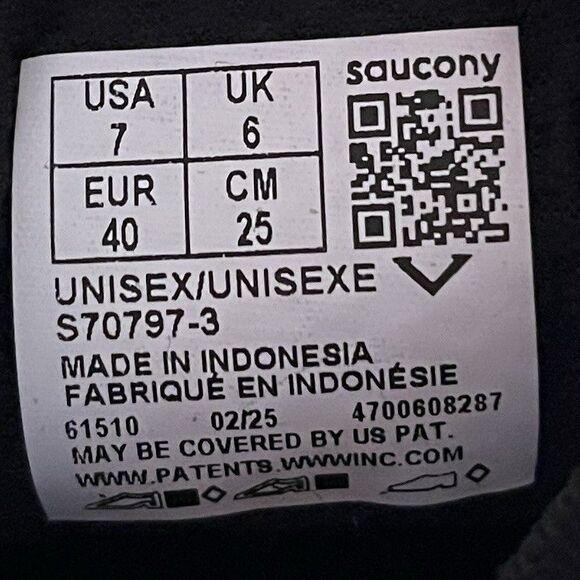 saucony
USA UK
7 6
EUR CM
40 25
UNISEX/UNISEXE
S70797-3
MADE IN INDONESIA
FABRIQUÉ EN INDONÉSIE
61510 02/25 4700608287
MAY BE COVERED BY US PAT.
WWW.PATENTS.WWWINC.COM